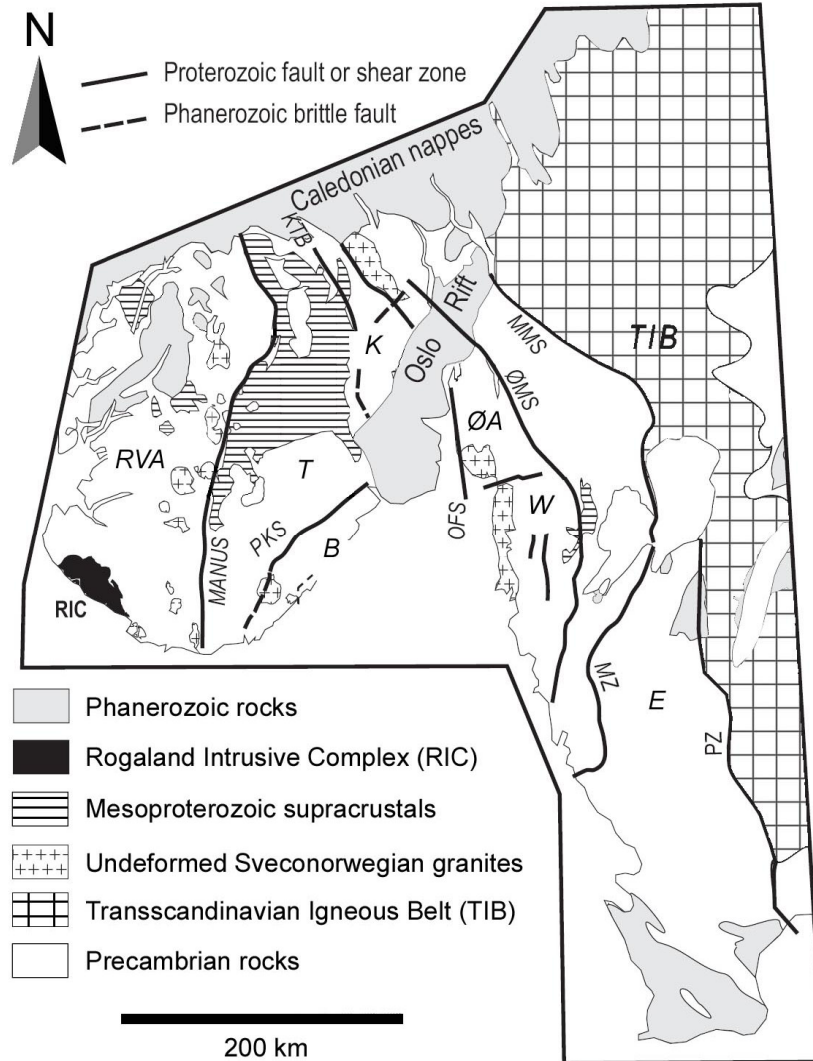 N
Proterozoic fault or shear zone
Phanerozoic brittle fault
Caledonian nappes
KTB
Oslo Rift
MMS
TIB
K
ØMS
ØA
RVA
T
W
OFS
PKS
MANUS
B
RIC
MZ
E
PZ
Phanerozoic rocks
Rogaland Intrusive Complex (RIC)
Mesoproterozoic supracrustals
Undeformed Sveconorwegian granites
Transscandinavian Igneous Belt (TIB)
Precambrian rocks
200 km